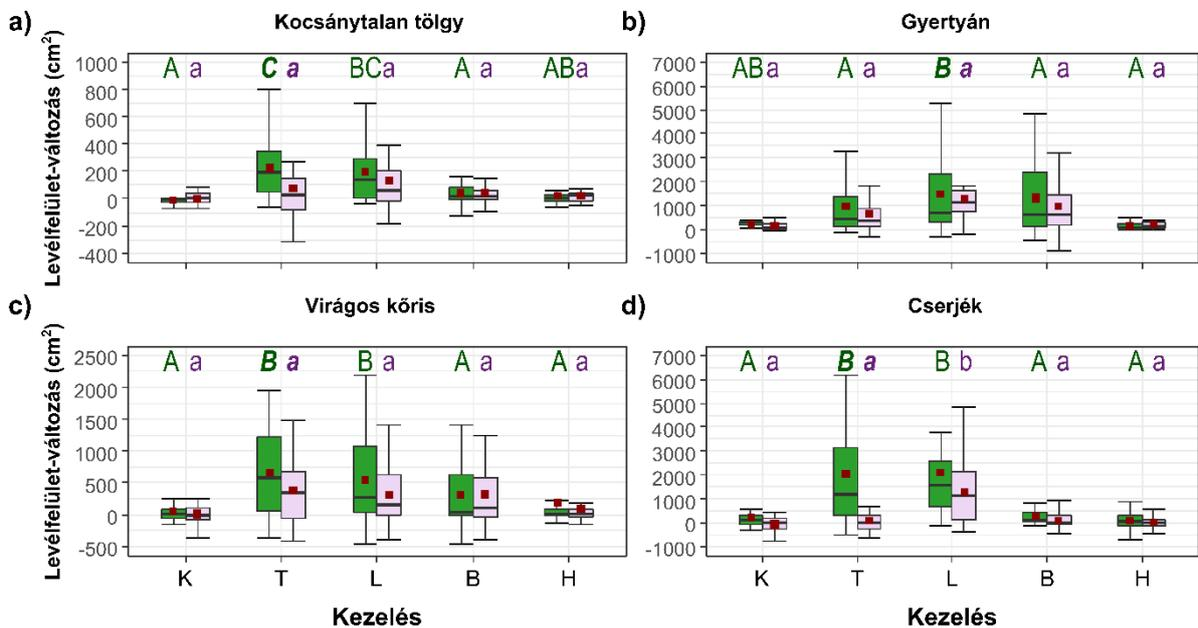 a) Kocsánytalan tölgy
b) Gyertyán
Levélfelület-változás (cm²)
1000
800
600
400
200
0
-200
-400
A a C a BCa A a ABa
7000
6000
5000
4000
3000
2000
1000
0
-1000
ABa A a B a A a A a
c) Virágos kőris
d) Cserjék
Levélfelület-változás (cm²)
2500
2000
1500
1000
500
0
-500
A a B a B a A a A a
7000
6000
5000
4000
3000
2000
1000
0
-1000
A a B a B b A a A a
K T L B H
K T L B H
Kezelés
Kezelés